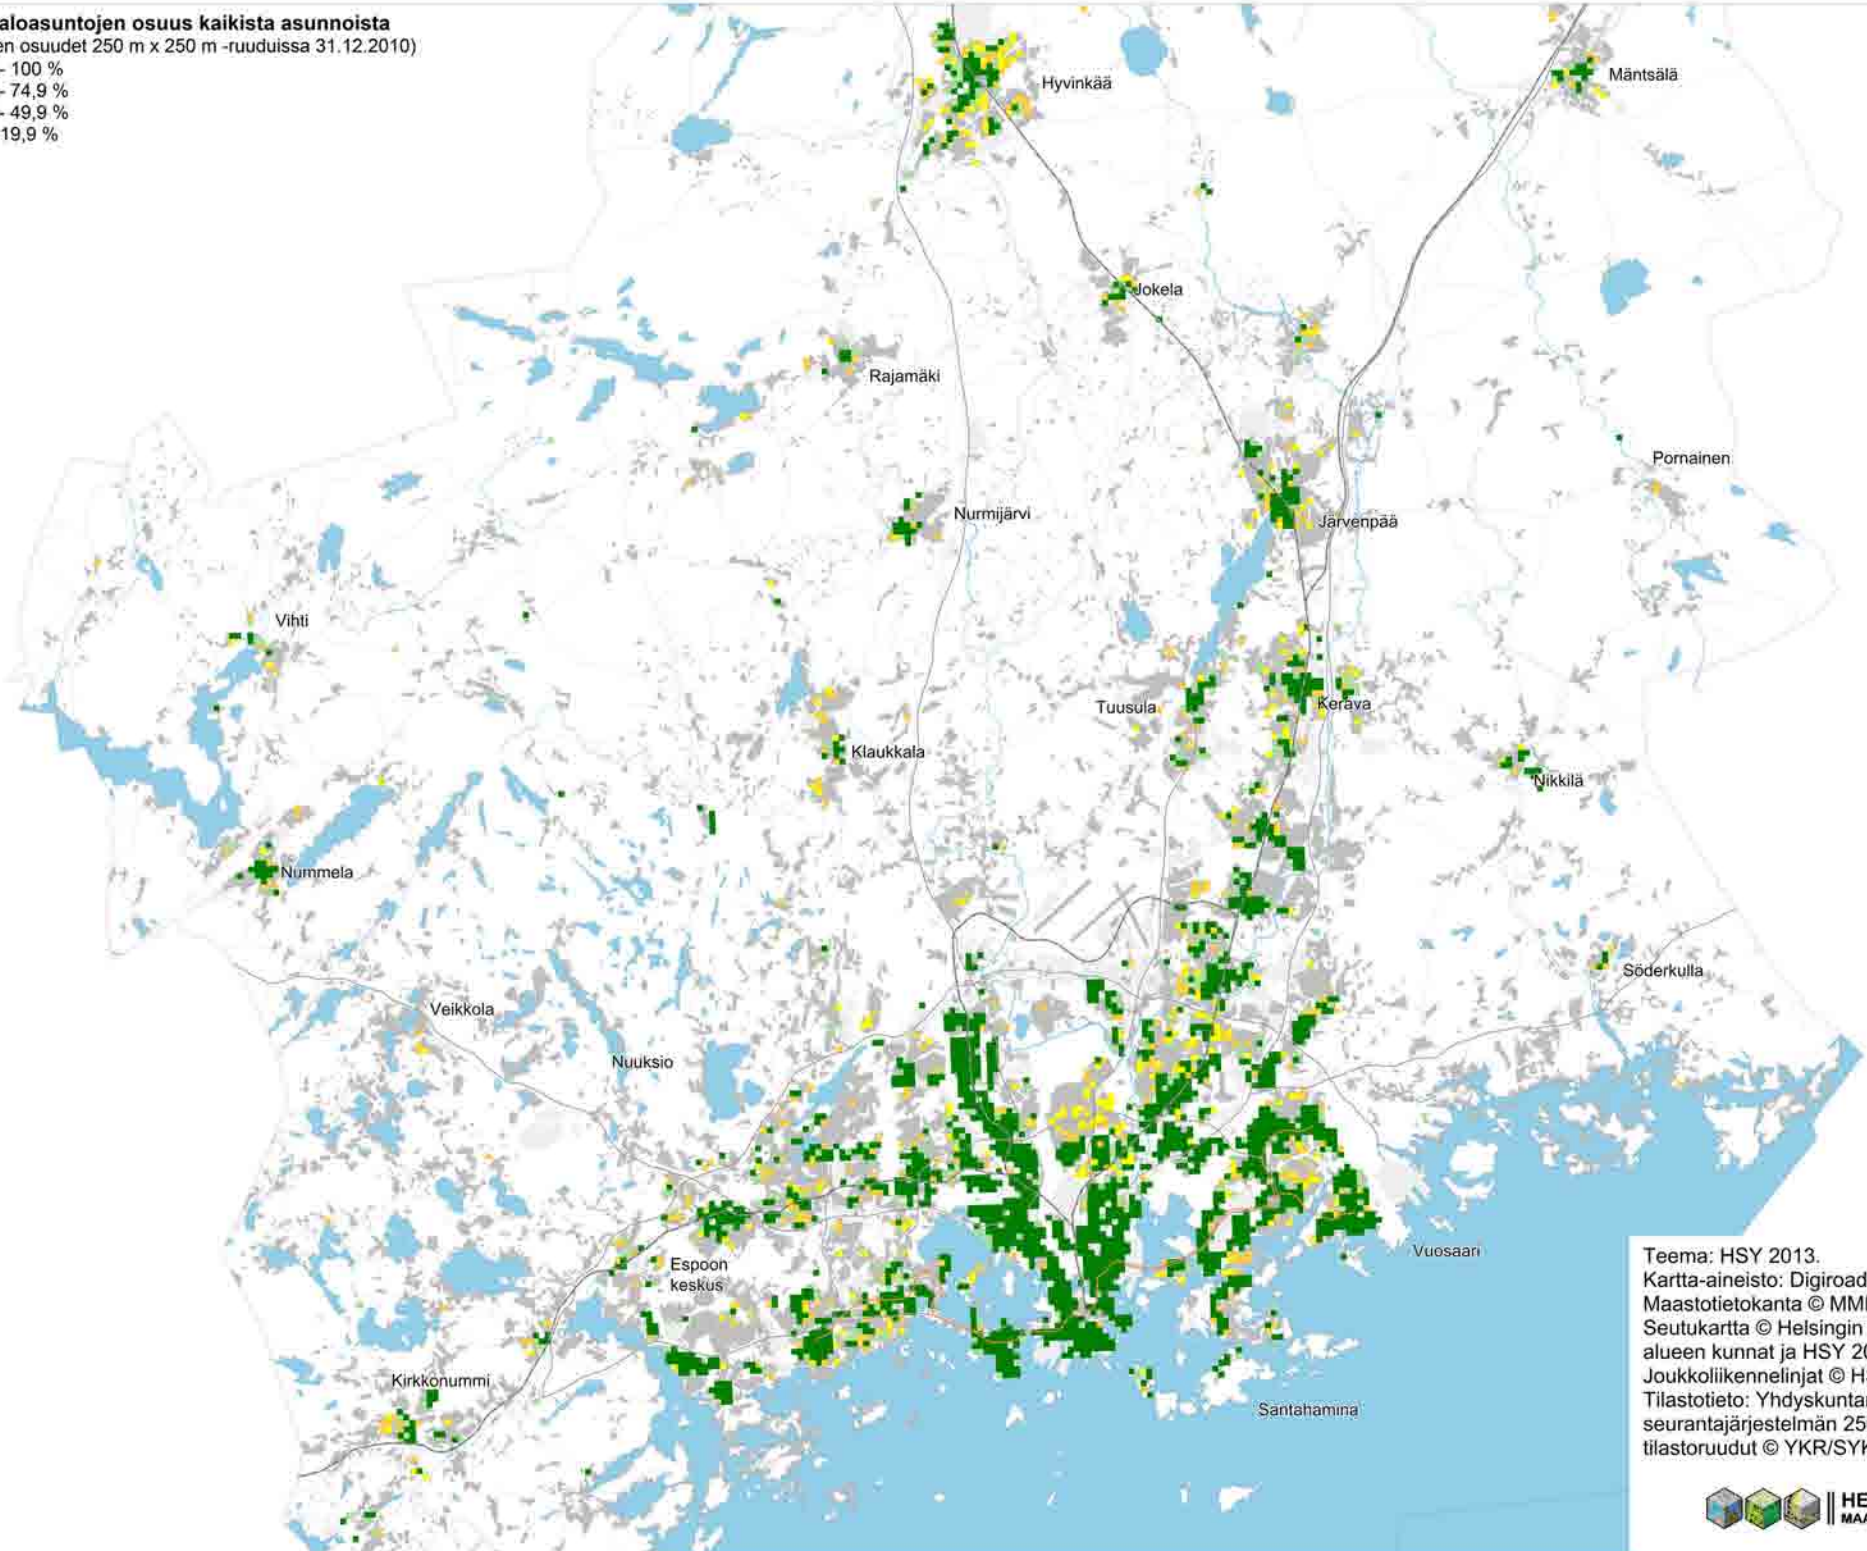 aloasuntojen osuus kaikista asunnoista
en osuudet 250 m x 250 m -ruuduissa 31.12.2010)
- 100 %
- 74,9 %
- 49,9 %
19,9 %
Hyvinkää
Mäntsälä
Jokela
Rajamäki
Pornainen
Nurmijärvi
Järvenpää
Vihti
Tuusula
Kerava
Klaukkala
Nikkilä
Nummela
Söderkulla
Veikkola
Nuuksio
Vuosaari
Espoon
keskus
Kirkkonummi
Santahamina
Teema: HSY 2013.
Kartta-aineisto: Digiroad
Maastotietokanta © MM
Seutukartta © Helsingin
alueen kunnat ja HSY 20
Joukkoliikennelinjat © H
Tilastotieto: Yhdyskunta
seurantajärjestelmän 25
tilastoruudut © YKR/SY
HE
MAA